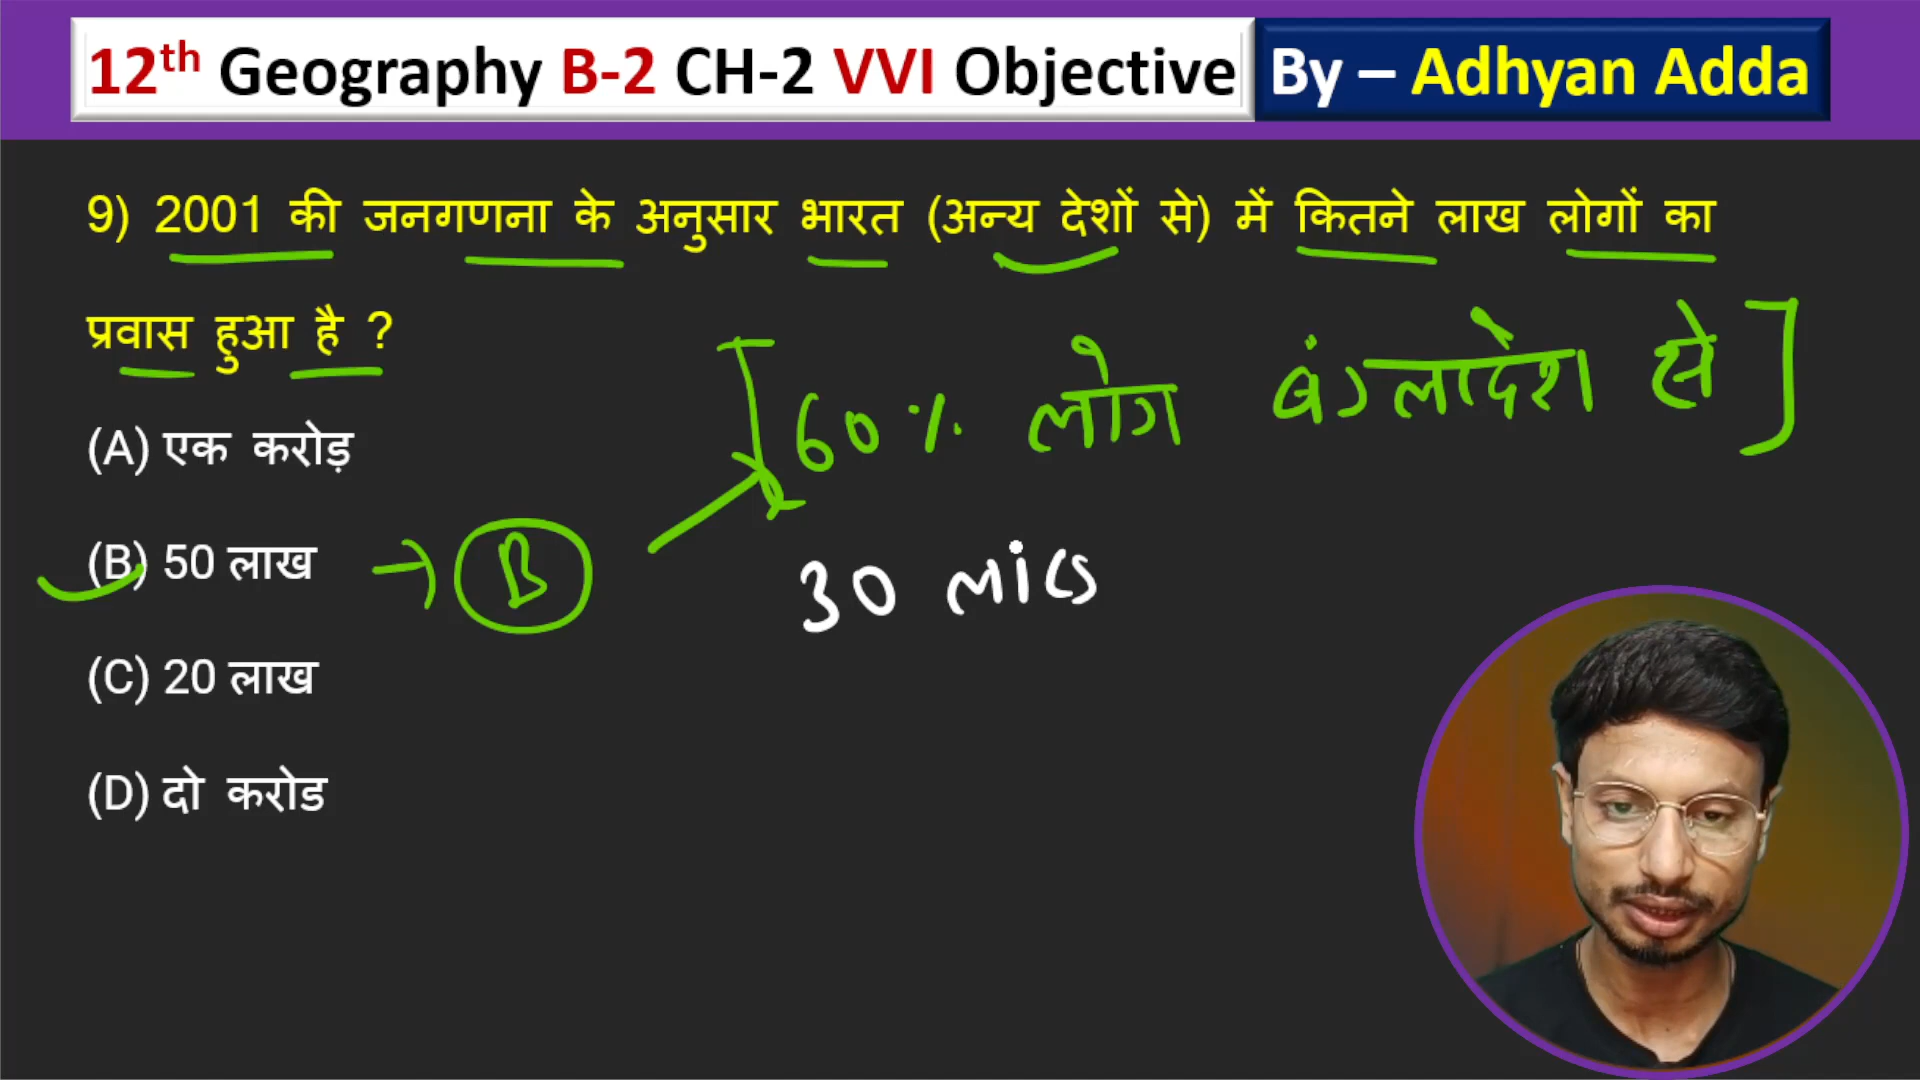 12th Geography B-2 CH-2 VVI Objective By – Adhyan Adda
9) 2001 की जनगणना के अनुसार भारत (अन्य देशों से) में कितने लाख लोगों का
प्रवास हुआ है ?
[60% लोग बंग्लादेश से]
(A) एक करोड़
(B) 50 लाख → B
30
(C) 20 लाख
(D) दो करोड